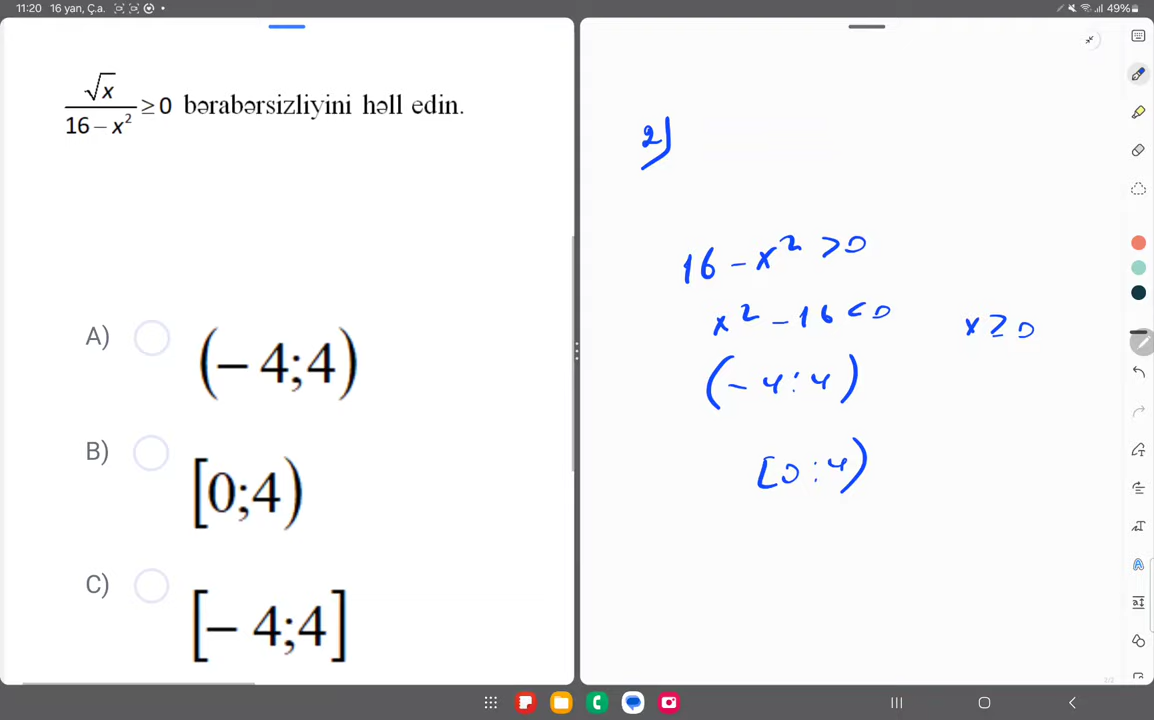 11:20 16 yan, Ç.a.
49%
√x / 16 – x² ≥ 0 bərabərsizliyini həll edin.
A) (– 4;4)
B) [0;4)
C) [– 4;4]
2)
16 – x² > 0
x² – 16 < 0 x ≥ 0
(– 4 : 4)
[0 : 4)